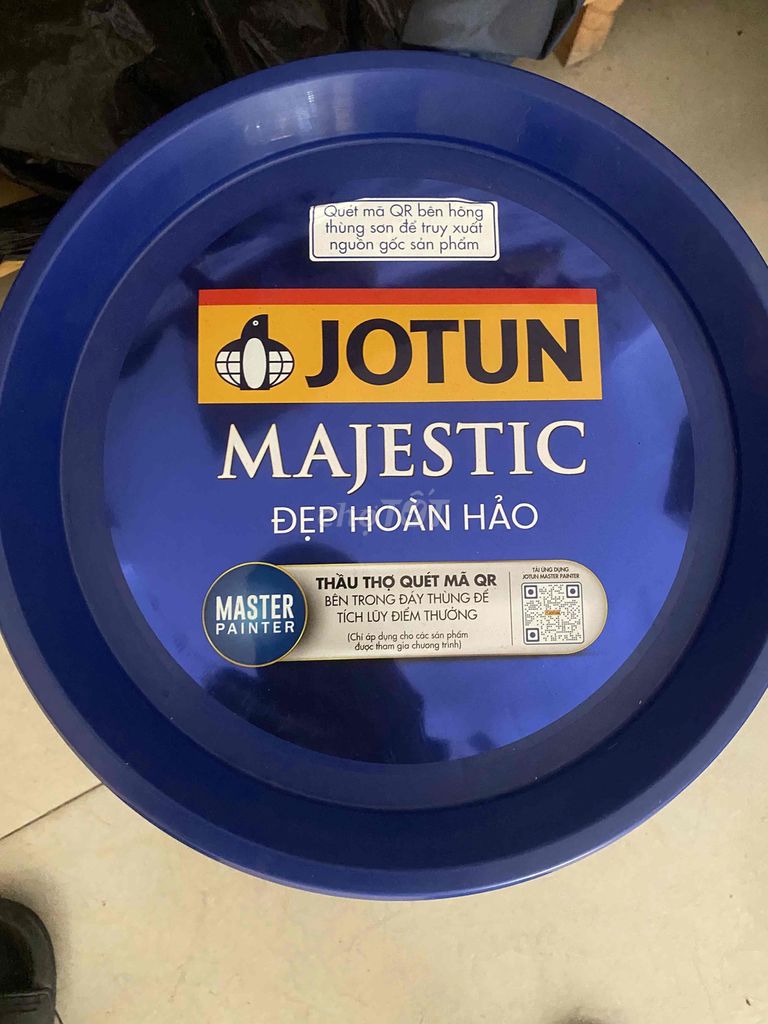 Quét mã QR bên hông
thùng sơn để truy xuất
nguồn gốc sản phẩm
JOTUN
MAJESTIC
chợTỐT
ĐẸP HOÀN HẢO
MASTER
PAINTER
THẦU THỢ QUÉT MÃ QR
BÊN TRONG ĐÁY THÙNG ĐỂ
TÍCH LŨY ĐIỂM THƯỞNG
(Chỉ áp dụng cho các sản phẩm
được tham gia chương trình)
TẢI ỨNG DỤNG
JOTUN MASTER PAINTER